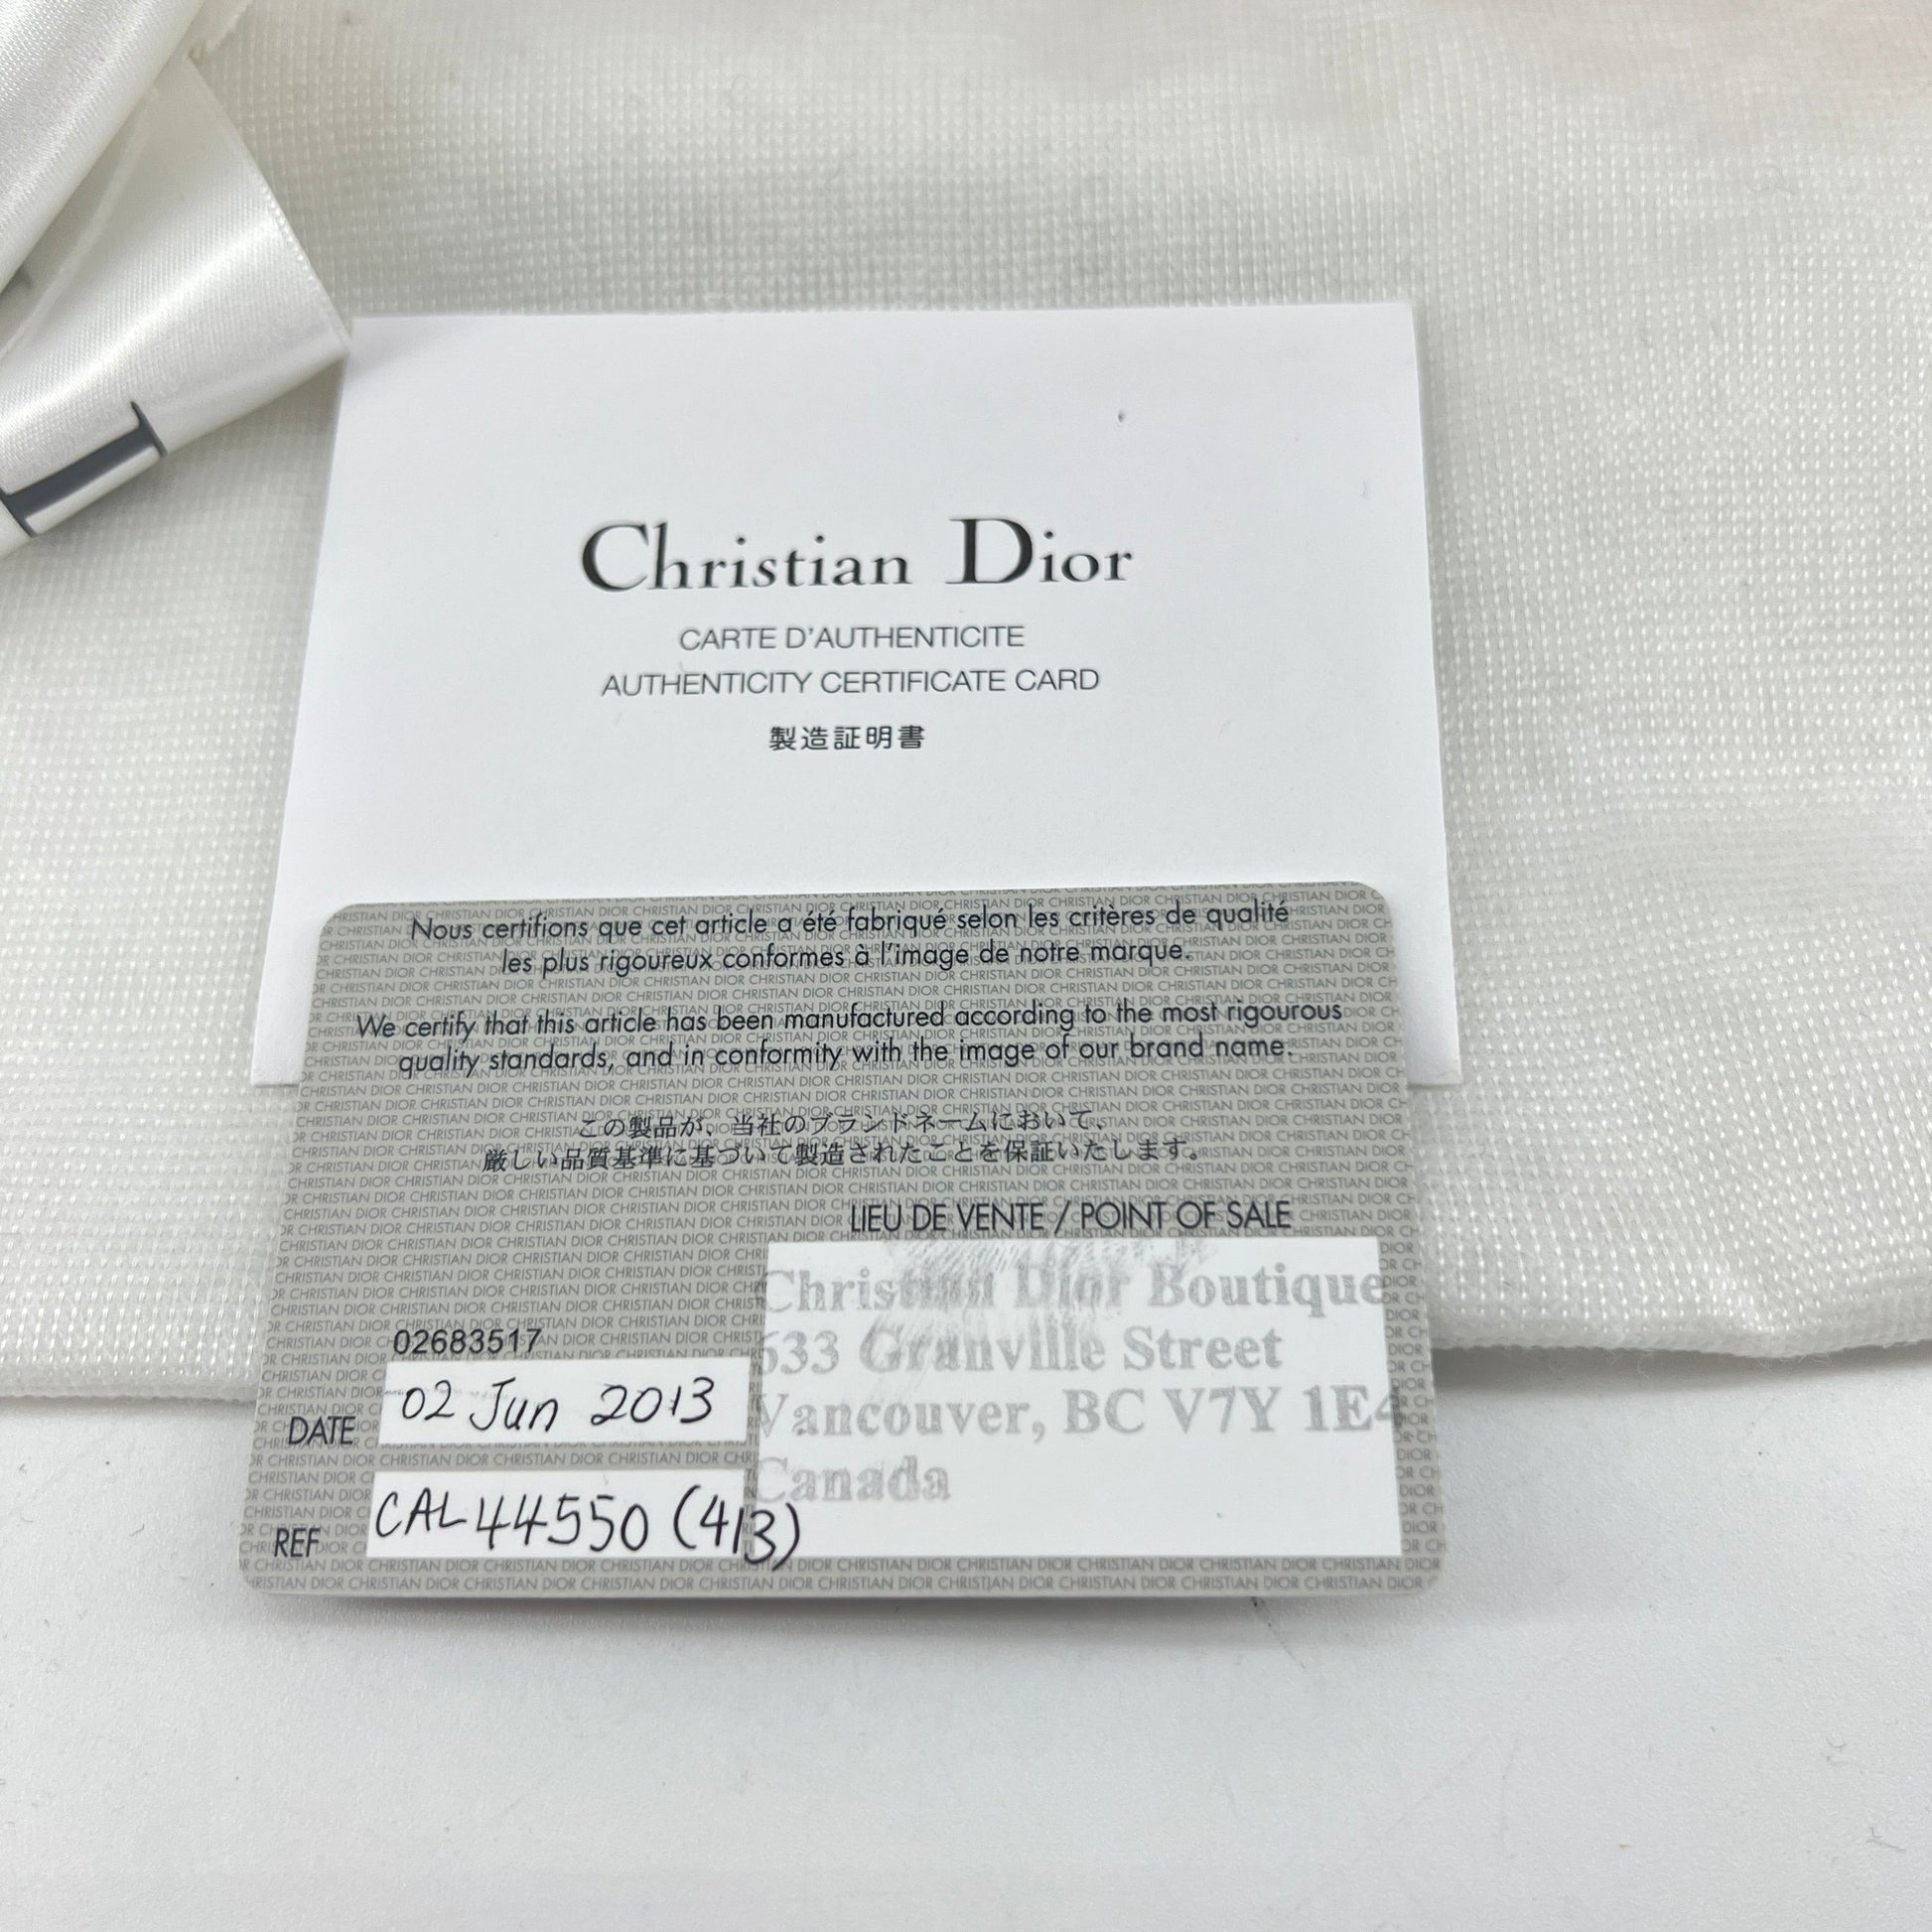 Christian Dior
CARTE D'AUTHENTICITE
AUTHENTICITY CERTIFICATE CARD
製造証明書
Nous certifions que cet article a été fabriqué selon les critères de qualité
les plus rigoureux conformes à l'image de notre marque.
We certify that this article has been manufactured according to the most rigourous
quality standards, and in conformity with the image of our brand name.
この製品が、当社のブランドネームにおいて、
厳しい品質基準に基づいて製造されたことを保証いたします。
LIEU DE VENTE / POINT OF SALE
Christian Dior Boutique
633 Granville Street
Vancouver, BC V7Y 1E4
Canada
02683517
DATE 02 Jun 2013
REF CAL44550 (413)